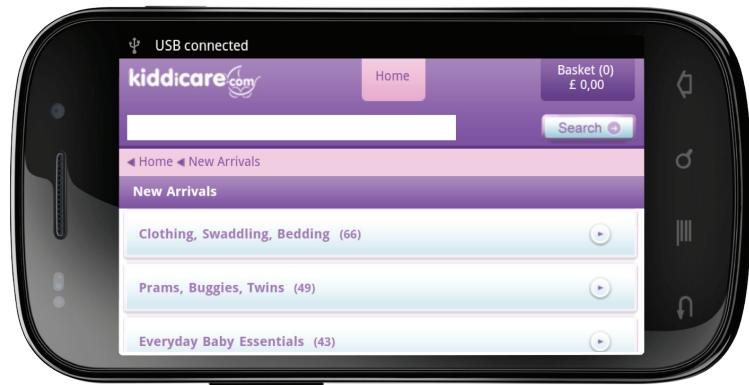 USB connected
kiddicare.com
Home
Basket (0)
£ 0,00
Search
Home New Arrivals
New Arrivals
Clothing, Swaddling, Bedding (66)
Prams, Buggies, Twins (49)
Everyday Baby Essentials (43)